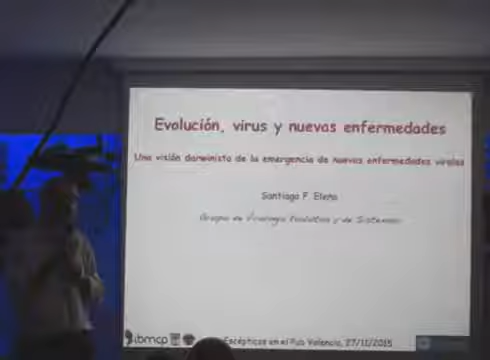 Evolución, virus y nuevas enfermedades
Una visión darwinista de la emergencia de nuevas enfermedades virales
Santiago F. Elena
Grupo de Virología Evolutiva y de Sistemas
ibmcp
Escépticos en el Pub Valencia, 27/11/2015